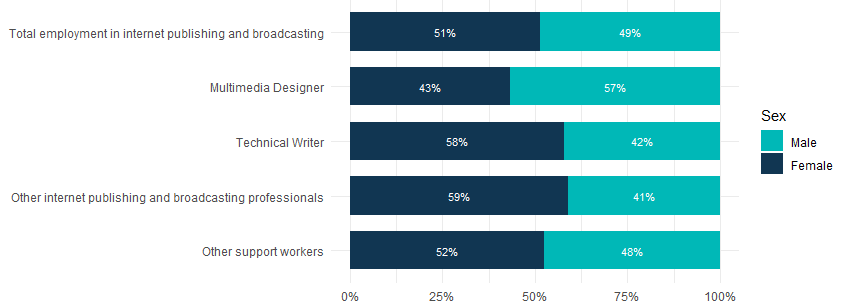 Total employment in internet publishing and broadcasting 51% 49%
Multimedia Designer 43% 57%
Technical Writer 58% 42%
Other internet publishing and broadcasting professionals 59% 41%
Other support workers 52% 48%
0% 25% 50% 75% 100%
Sex
Male
Female